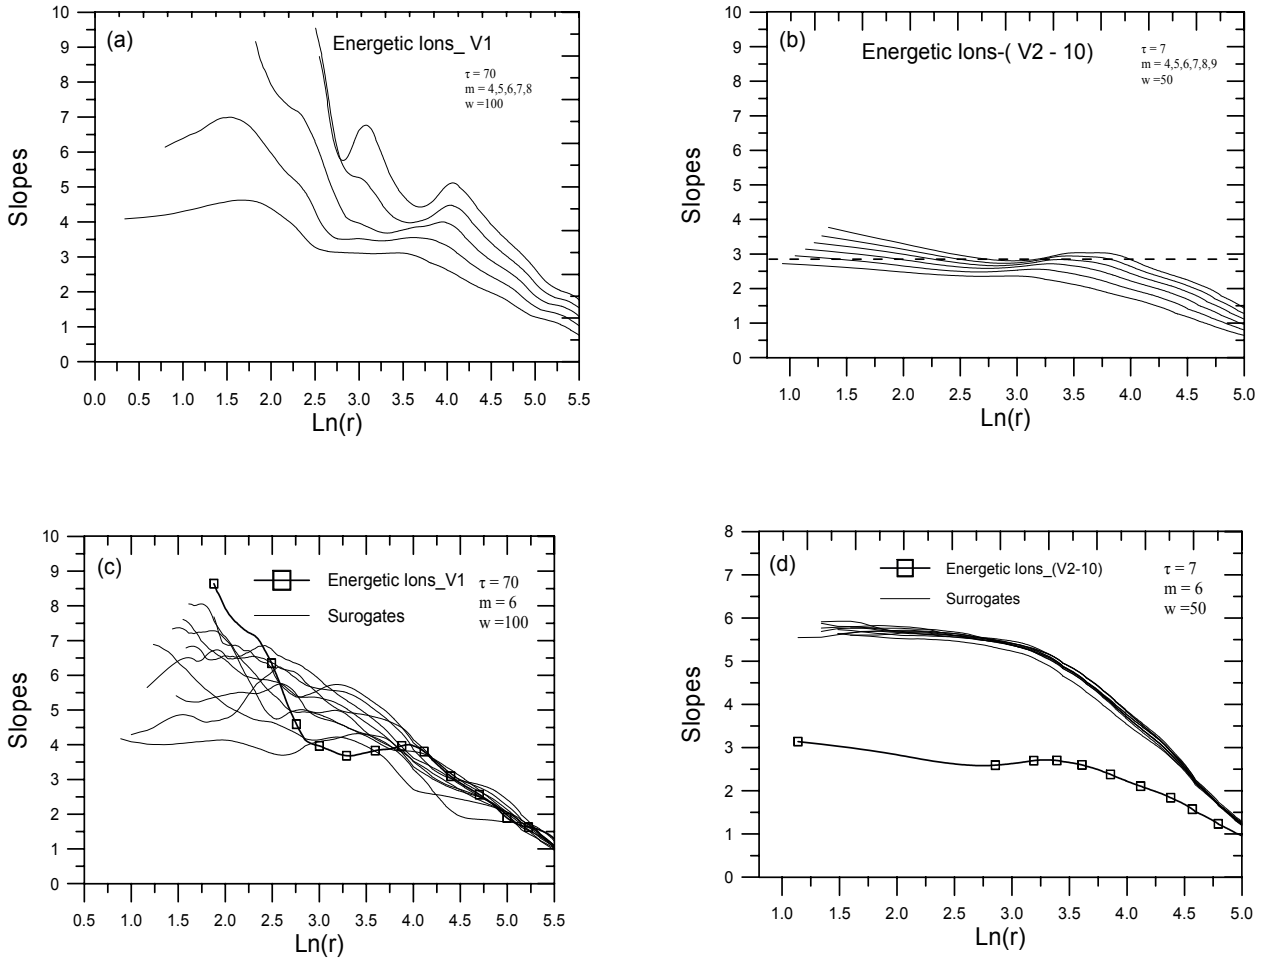 (a)
Energetic Ions_ V1
τ = 70
m = 4,5,6,7,8
w =100
10
9
8
7
6
5
4
3
2
1
0
Slopes
0.0 0.5 1.0 1.5 2.0 2.5 3.0 3.5 4.0 4.5 5.0 5.5
Ln(r)
(b)
Energetic Ions-( V2 - 10)
τ = 7
m = 4,5,6,7,8,9
w =50
10
9
8
7
6
5
4
3
2
1
0
Slopes
1.0 1.5 2.0 2.5 3.0 3.5 4.0 4.5 5.0
Ln(r)
(c)
Energetic Ions_V1
Surogates
τ = 70
m = 6
w =100
10
9
8
7
6
5
4
3
2
1
0
Slopes
0.5 1.0 1.5 2.0 2.5 3.0 3.5 4.0 4.5 5.0 5.5
Ln(r)
(d)
Energetic Ions_(V2-10)
Surrogates
τ = 7
m = 6
w =50
8
7
6
5
4
3
2
1
0
Slopes
1.0 1.5 2.0 2.5 3.0 3.5 4.0 4.5 5.0
Ln(r)